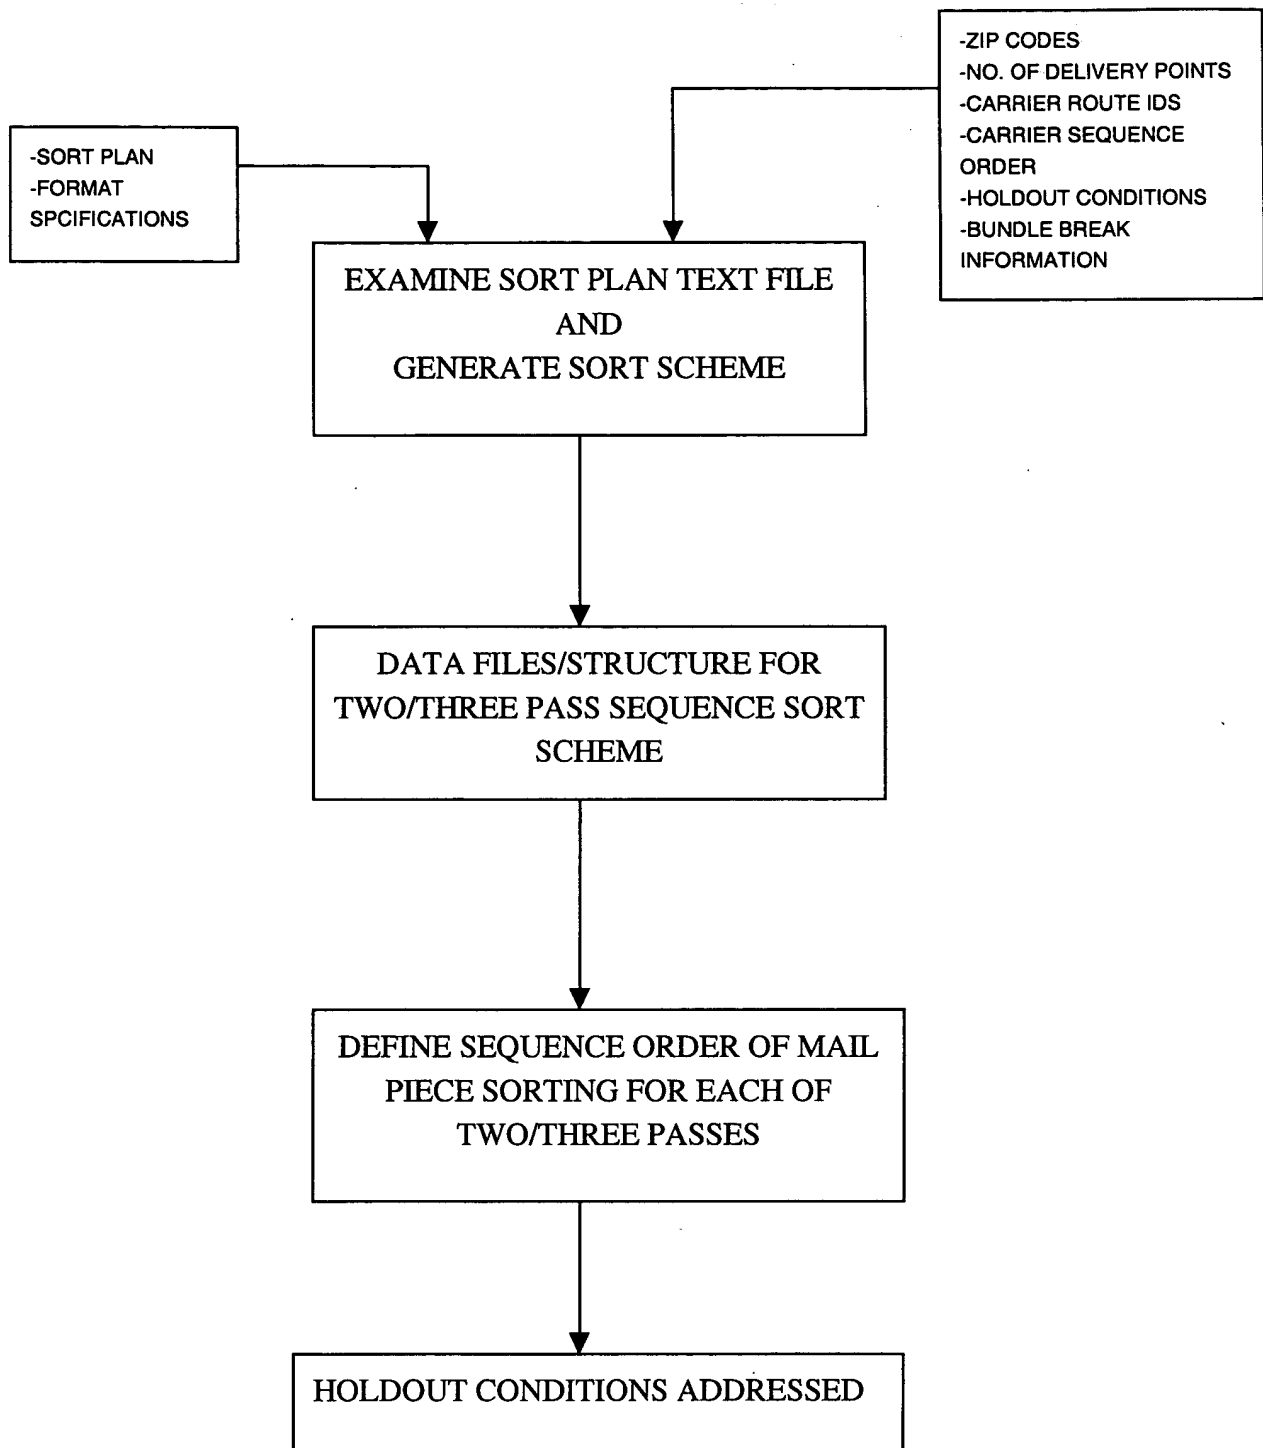 -ZIP CODES
-NO. OF DELIVERY POINTS
-CARRIER ROUTE IDS
-CARRIER SEQUENCE
ORDER
-HOLDOUT CONDITIONS
-BUNDLE BREAK
INFORMATION
-SORT PLAN
-FORMAT
SPCIFICATIONS
EXAMINE SORT PLAN TEXT FILE
AND
GENERATE SORT SCHEME
DATA FILES/STRUCTURE FOR
TWO/THREE PASS SEQUENCE SORT
SCHEME
DEFINE SEQUENCE ORDER OF MAIL
PIECE SORTING FOR EACH OF
TWO/THREE PASSES
HOLDOUT CONDITIONS ADDRESSED